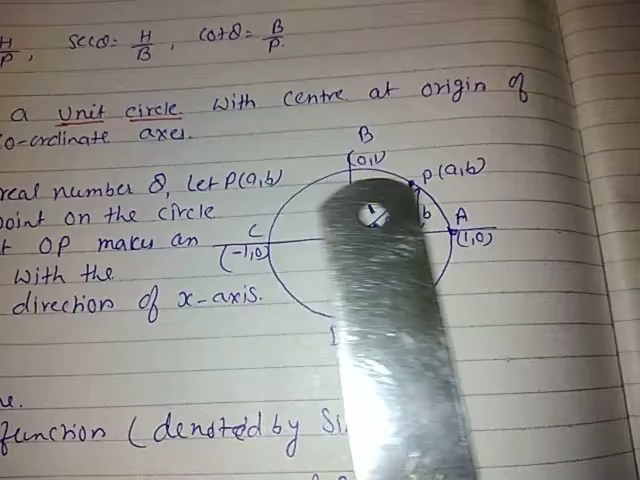 H/P, secθ = H/B, cotθ = B/P.
a unit circle with centre at origin of
co-ordinate axes.
B
(0,1)
P(a,b)
real number θ, Let P(a,b)
point on the circle
b
A
(1,0)
C
(-1,0)
OP makes an
with the
direction of x-axis.
function (denoted by Si